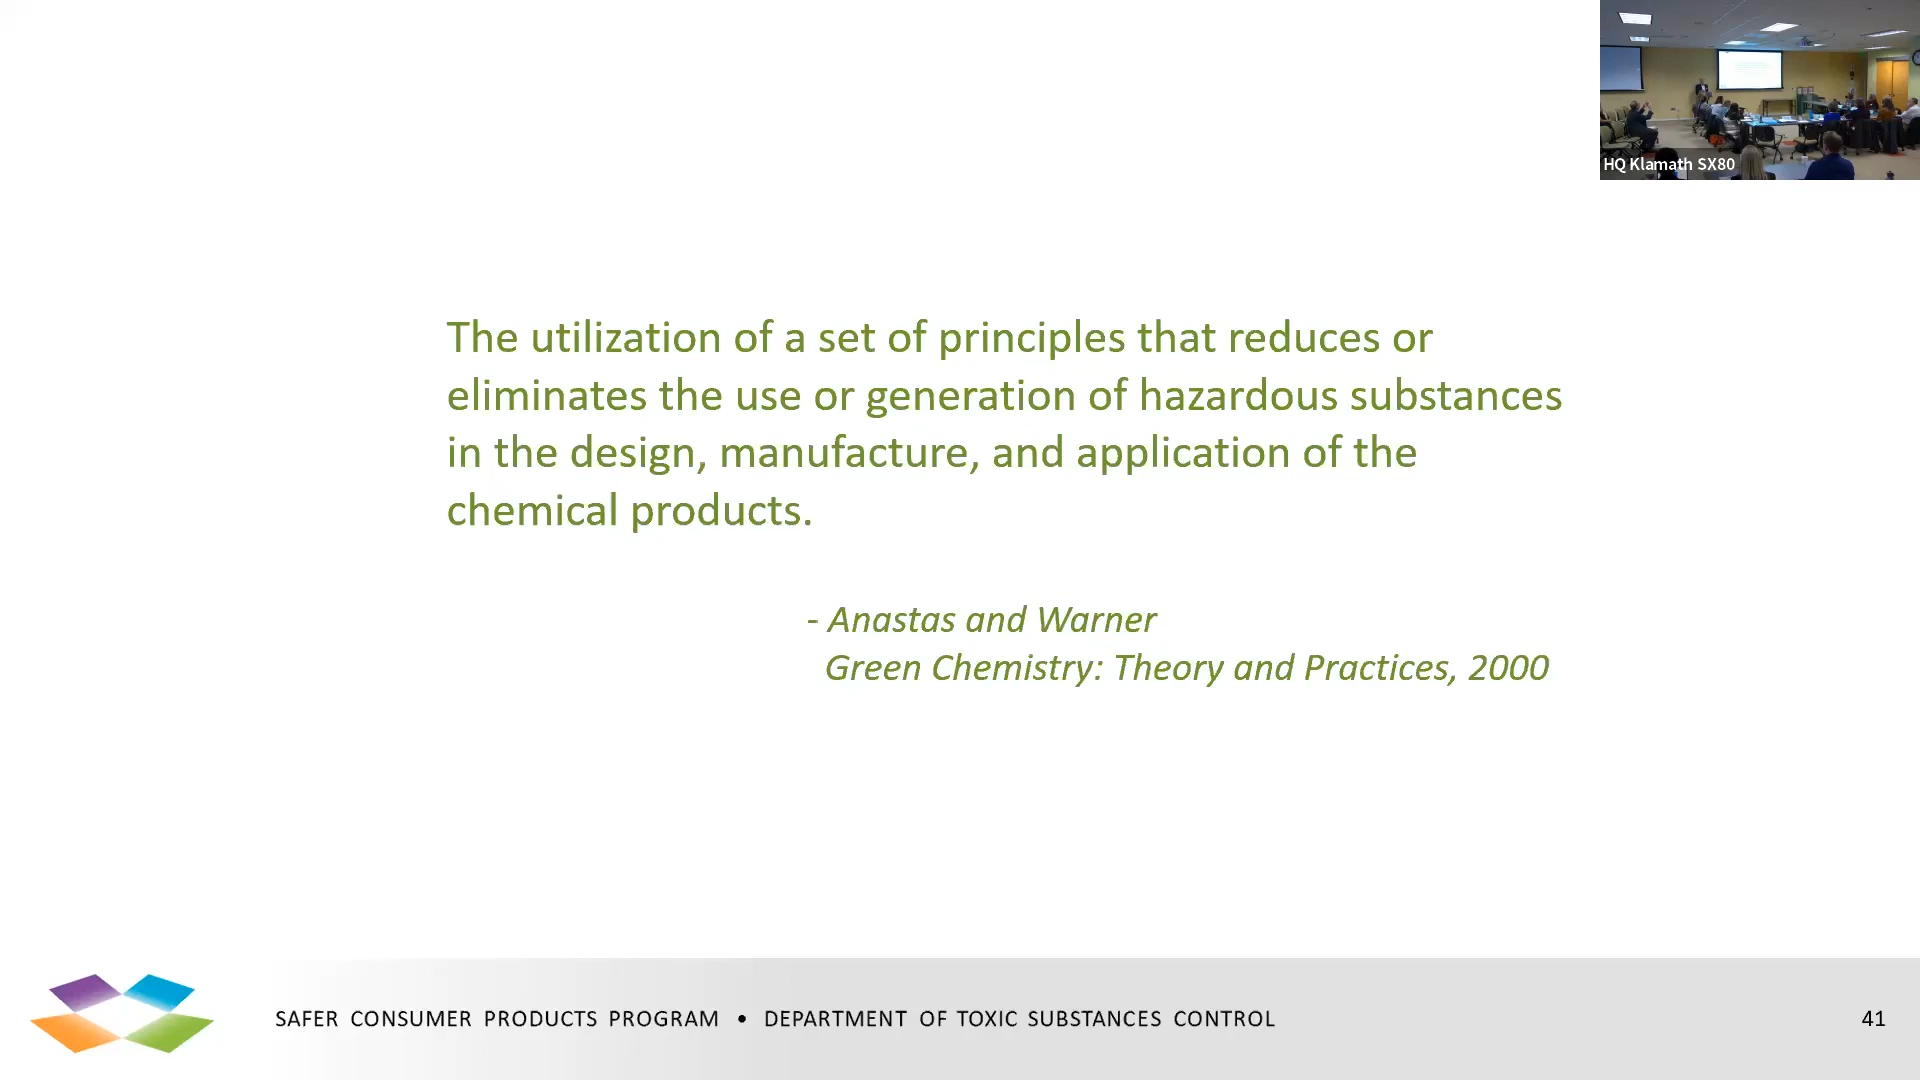 HQ Klamath SX80
The utilization of a set of principles that reduces or
eliminates the use or generation of hazardous substances
in the design, manufacture, and application of the
chemical products.
- Anastas and Warner
Green Chemistry: Theory and Practices, 2000
SAFER CONSUMER PRODUCTS PROGRAM • DEPARTMENT OF TOXIC SUBSTANCES CONTROL
41